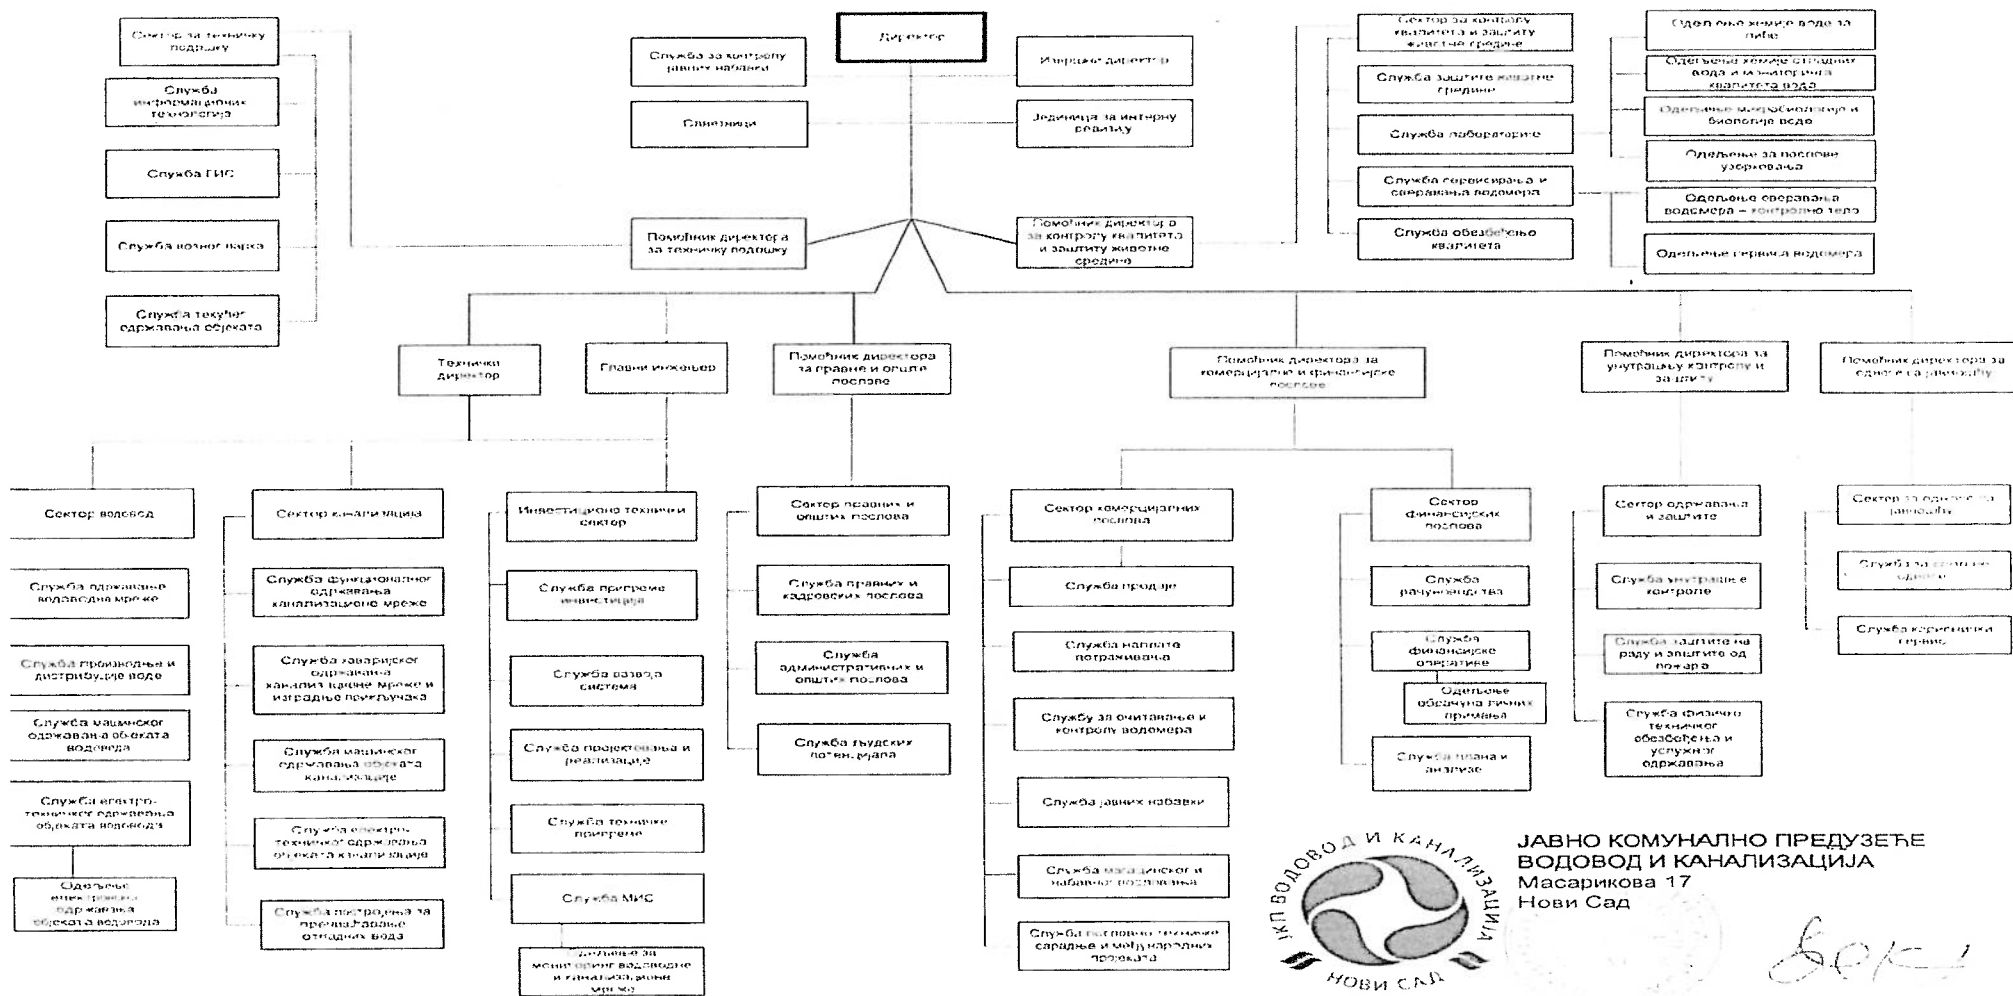 Директор
Сектор за техничку
подршку
Служба
информационих
технологија
Служба ГИС
Служба возног парка
Служба текућег
одржавања објеката
Служба за контролу
јавних набавки
Извршни директор
Саветници
Јединица за интерну
ревизију
Помоћник директора
за техничку подршку
Помоћник директора
за контролу квалитета
и заштиту животне
средине
Сектор за контролу
квалитета и заштиту
животне средине
Служба заштите животне
средине
Служба лабораторије
Служба сервисирања и
оверавања водомера
Служба обезбеђење
квалитета
Одељење хемије воде за
пиће
Одељење хемије отпадних
вода и мониторинга
квалитета вода
Одељење микробиологије и
биологије воде
Одељење за послове
узорковања
Одељење оверавања
водомера – контролно тело
Одељење сервиса водомера
Технички
директор
Главни инжењер
Помоћник директора
за правне и опште
послове
Помоћник директора за
комерцијалне и финансијске
послове
Помоћник директора за
унутрашњу контролу и
заштиту
Помоћник директора за
односе са јавношћу
Сектор водовод
Служба одржавање
водоводне мреже
Служба производње и
дистрибуције воде
Служба машинског
одржавања објеката
водовода
Служба електро-
техничког одржавања
објеката водовода
Одељење
електроенерг.
одржавања
објеката водовода
Сектор канализација
Служба функционалног
одржавања
канализационе мреже
Служба хаваријског
одржавања
канализационе мреже и
изградње прикључака
Служба машинског
одржавања објеката
канализације
Служба електро-
техничког одржавања
објеката канализације
Служба постројења за
пречишћавање
отпадних вода
Инвестиционо технички
сектор
Служба припреме
инвестиција
Служба развоја
система
Служба пројектовања и
реализације
Служба техничке
припреме
Служба МИС
Одељење за
мониторинг водоводне
и канализационе
мреже
Сектор правних и
општих послова
Служба правних и
кадровских послова
Служба
административних и
општих послова
Служба људских
потенцијала
Сектор комерцијалних
послова
Служба продаје
Служба наплате
потраживања
Службу за очитавање и
контролу водомера
Служба јавних набавки
Служба магацинског и
набавног пословања
Служба пословно техничке
сарадње и међународних
пројеката
Сектор
финансијских
послова
Служба
рачуноводства
Служба
финансијске
оперативе
Одељење
обрачуна личних
примања
Служба плана и
анализе
Сектор одржавања
и заштите
Служба унутрашње
контроле
Служба заштите на
раду и заштите од
пожара
Служба физичко
техничког
обезбеђења и
услужног
одржавања
Сектор за односе са
јавношћу
Служба за
односе
Служба кориснички
сервис
ЈКП ВОДОВОД И КАНАЛИЗАЦИЈА
НОВИ САД
ЈАВНО КОМУНАЛНО ПРЕДУЗЕЋЕ
ВОДОВОД И КАНАЛИЗАЦИЈА
Масарикова 17
Нови Сад